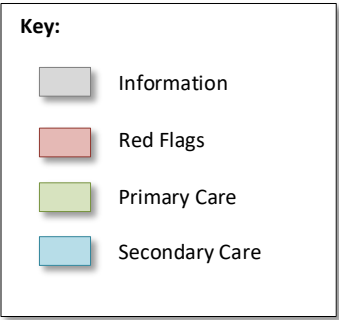 Key:
Information
Red Flags
Primary Care
Secondary Care